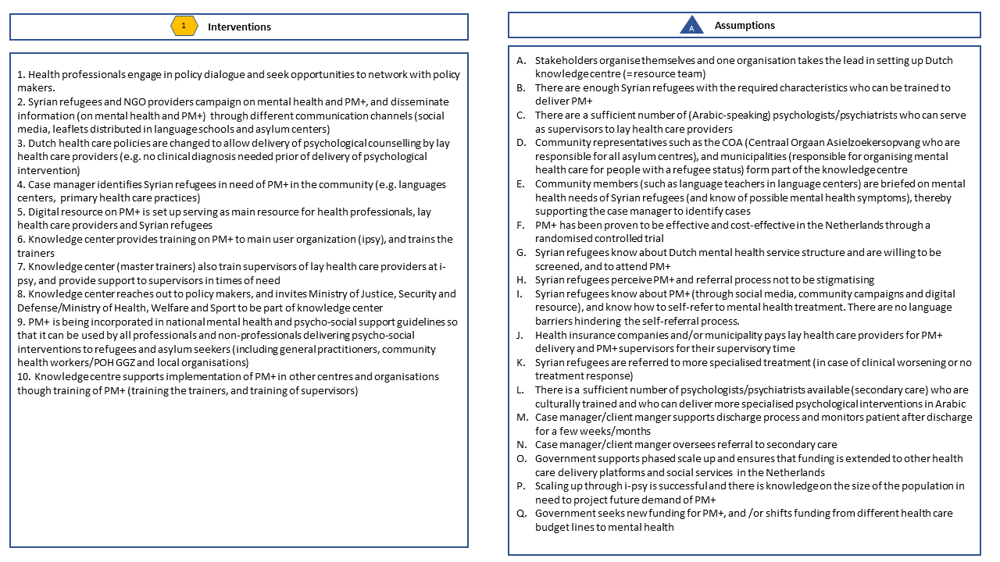 1
Interventions
1. Health professionals engage in policy dialogue and seek opportunities to network with policy
makers.
2. Syrian refugees and NGO providers campaign on mental health and PM+, and disseminate
information (on mental health and PM+) through different communication channels (social
media, leaflets distributed in language schools and asylum centers)
3. Dutch health care policies are changed to allow delivery of psychological counselling by lay
health care providers (e.g. no clinical diagnosis needed prior of delivery of psychological
intervention)
4. Case manager identifies Syrian refugees in need of PM+ in the community (e.g. languages
centers, primary health care practices)
5. Digital resource on PM+ is set up serving as main resource for health professionals, lay
health care providers and Syrian refugees
6. Knowledge center provides training on PM+ to main user organization (ipsy), and trains the
trainers
7. Knowledge center (master trainers) also train supervisors of lay health care providers at i-
psy, and provide support to supervisors in times of need
8. Knowledge center reaches out to policy makers, and invites Ministry of Justice, Security and
Defense/Ministry of Health, Welfare and Sport to be part of knowledge center
9. PM+ is being incorporated in national mental health and psycho-social support guidelines so
that it can be used by all professionals and non-professionals delivering psycho-social
interventions to refugees and asylum seekers (including general practitioners, community
health workers/POH GGZ and local organisations)
10. Knowledge centre supports implementation of PM+ in other centres and organisations
though training of PM+ (training the trainers, and training of supervisors)
A
Assumptions
A. Stakeholders organise themselves and one organisation takes the lead in setting up Dutch
knowledge centre (= resource team)
B. There are enough Syrian refugees with the required characteristics who can be trained to
deliver PM+
C. There are a sufficient number of (Arabic-speaking) psychologists/psychiatrists who can serve
as supervisors to lay health care providers
D. Community representatives such as the COA (Centraal Orgaan Asielzoekersopvang who are
responsible for all asylum centres), and municipalities (responsible for organising mental
health care for people with a refugee status) form part of the knowledge centre
E. Community members (such as language teachers in language centers) are briefed on mental
health needs of Syrian refugees (and know of possible mental health symptoms), thereby
supporting the case manager to identify cases
F. PM+ has been proven to be effective and cost-effective in the Netherlands through a
randomised controlled trial
G. Syrian refugees know about Dutch mental health service structure and are willing to be
screened, and to attend PM+
H. Syrian refugees perceive PM+ and referral process not to be stigmatising
I. Syrian refugees know about PM+ (through social media, community campaigns and digital
resource), and know how to self-refer to mental health treatment. There are no language
barriers hindering the self-referral process.
J. Health insurance companies and/or municipality pays lay health care providers for PM+
delivery and PM+ supervisors for their supervisory time
K. Syrian refugees are referred to more specialised treatment (in case of clinical worsening or no
treatment response)
L. There is a sufficient number of psychologists/psychiatrists available (secondary care) who are
culturally trained and who can deliver more specialised psychological interventions in Arabic
M. Case manager/client manger supports discharge process and monitors patient after discharge
for a few weeks/months
N. Case manager/client manger oversees referral to secondary care
O. Government supports phased scale up and ensures that funding is extended to other health
care delivery platforms and social services in the Netherlands
P. Scaling up through i-psy is successful and there is knowledge on the size of the population in
need to project future demand of PM+
Q. Government seeks new funding for PM+, and /or shifts funding from different health care
budget lines to mental health